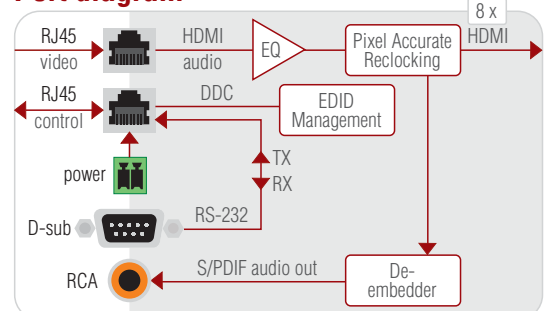 Port diagram
8 x
RJ45
video
HDMI
audio
EQ
Pixel Accurate
Reclocking
HDMI
RJ45
control
DDC
EDID
Management
TX
RX
power
D-sub
RS-232
RCA
S/PDIF audio out
De-
embedder